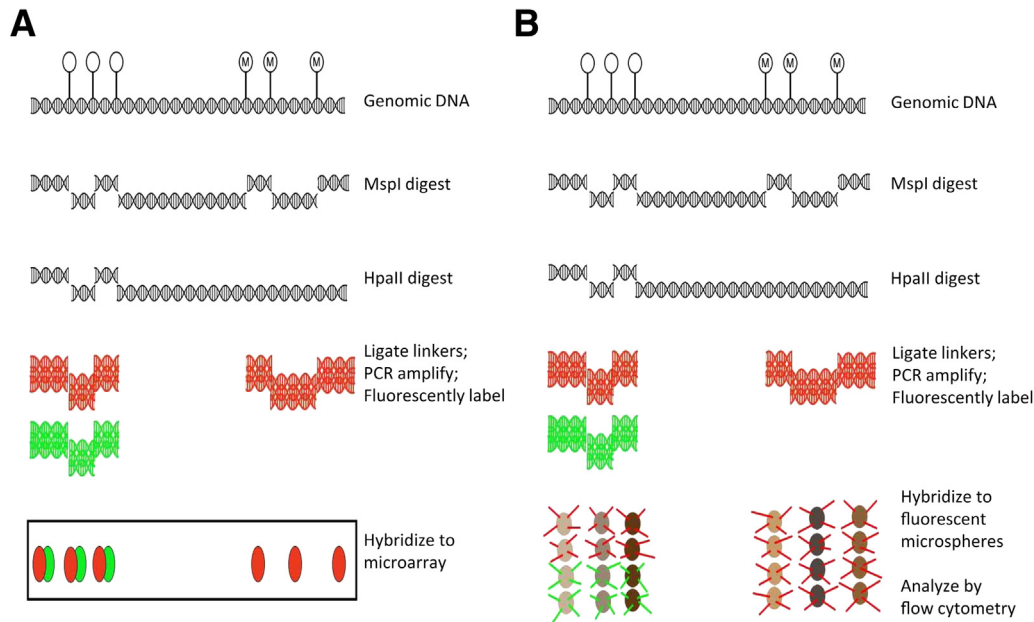 A
M M M
Genomic DNA
MspI digest
HpaII digest
Ligate linkers;
PCR amplify;
Fluorescently label
Hybridize to
microarray
B
M M M
Genomic DNA
MspI digest
HpaII digest
Ligate linkers;
PCR amplify;
Fluorescently label
Hybridize to
fluorescent
microspheres
Analyze by
flow cytometry